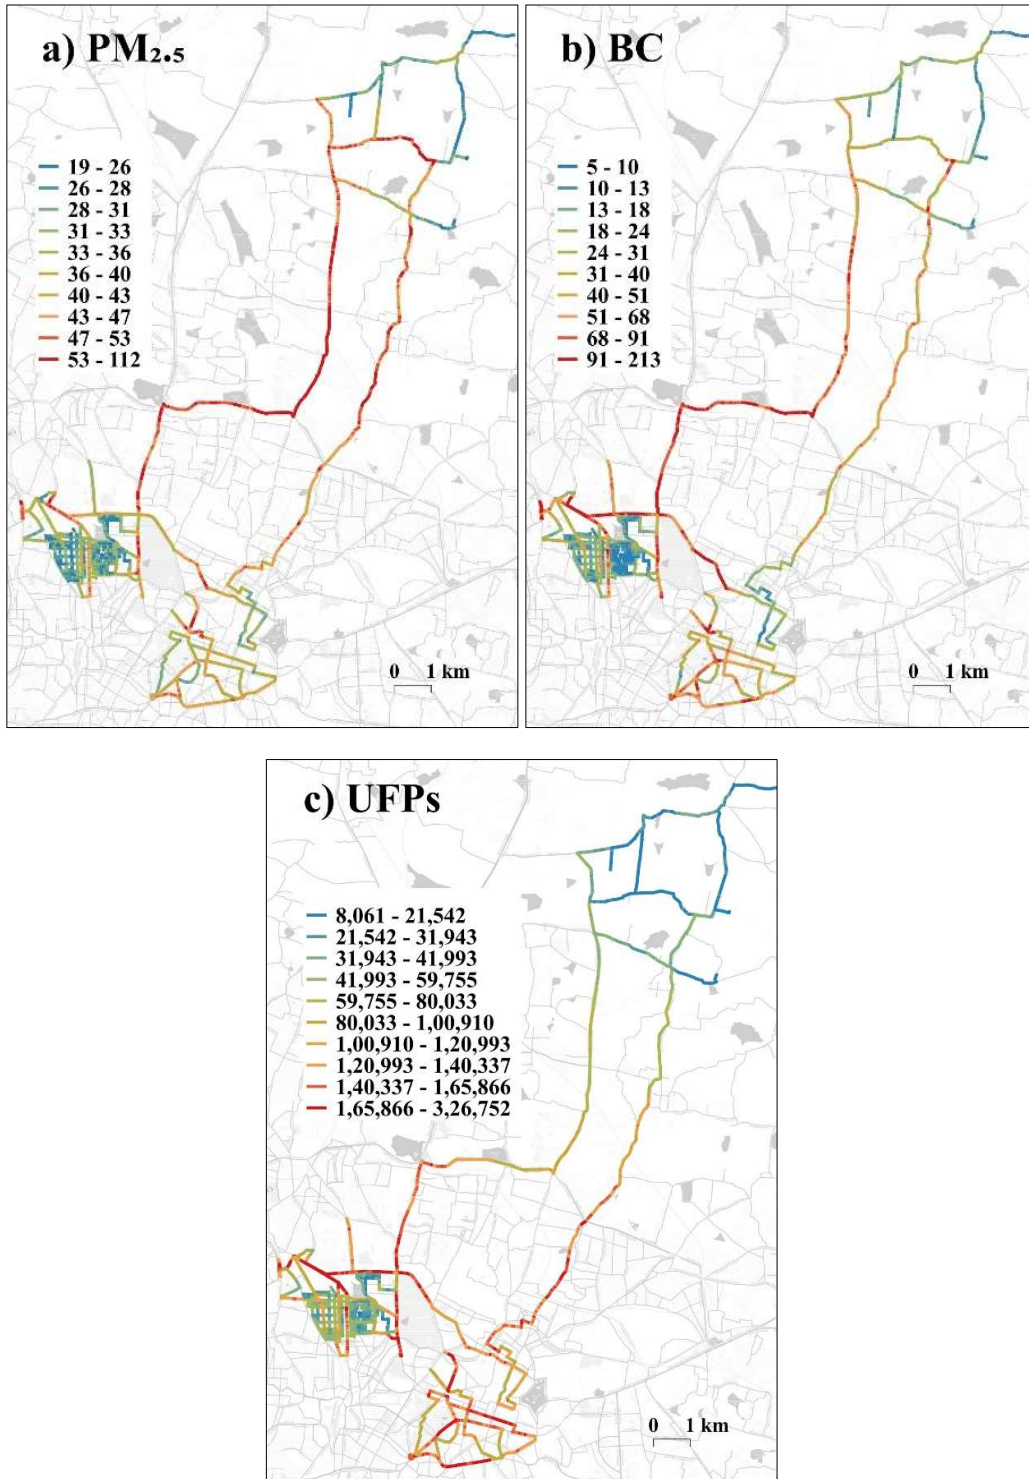 a) PM₂.₅
19 - 26
26 - 28
28 - 31
31 - 33
33 - 36
36 - 40
40 - 43
43 - 47
47 - 53
53 - 112
0 1 km
b) BC
5 - 10
10 - 13
13 - 18
18 - 24
24 - 31
31 - 40
40 - 51
51 - 68
68 - 91
91 - 213
0 1 km
c) UFPs
8,061 - 21,542
21,542 - 31,943
31,943 - 41,993
41,993 - 59,755
59,755 - 80,033
80,033 - 1,00,910
1,00,910 - 1,20,993
1,20,993 - 1,40,337
1,40,337 - 1,65,866
1,65,866 - 3,26,752
0 1 km